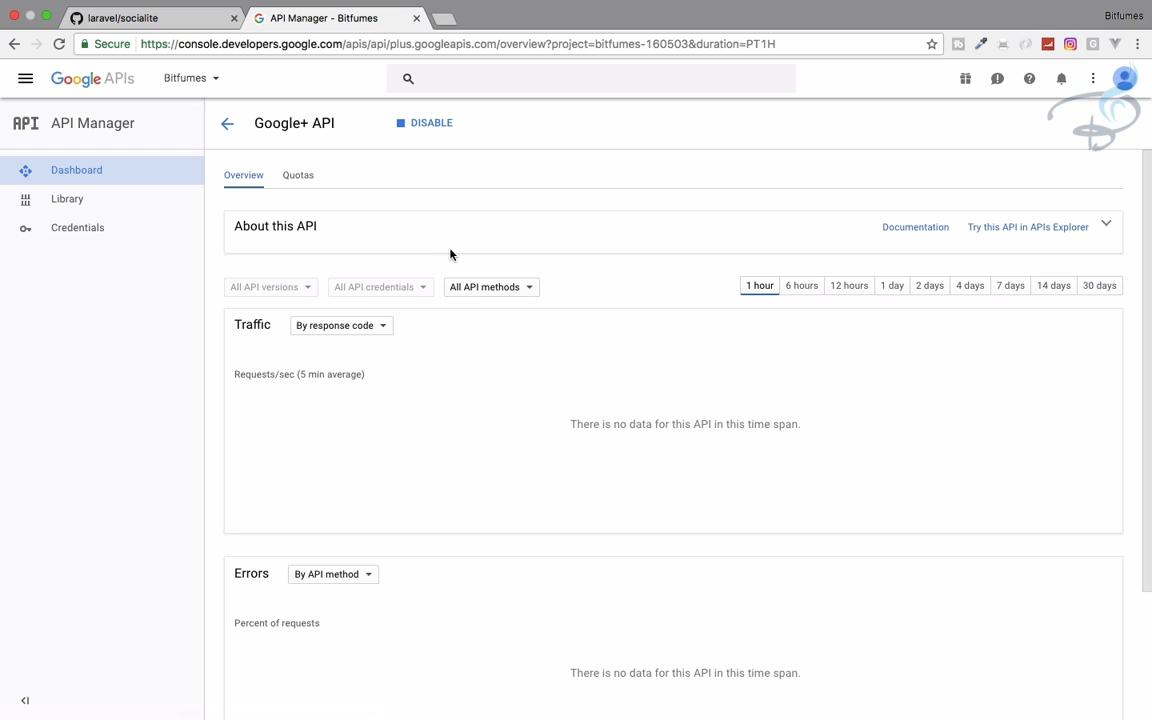 laravel/socialite
API Manager - Bitfumes
Bitfumes
Secure
https://console.developers.google.com/apis/api/plus.googleapis.com/overview?project=bitfumes-160503&duration=PT1H
Google APIs
Bitfumes
API API Manager
Google+ API
DISABLE
Dashboard
Library
Credentials
Overview
Quotas
About this API
Documentation
Try this API in APIs Explorer
All API versions
All API credentials
All API methods
1 hour
6 hours
12 hours
1 day
2 days
4 days
7 days
14 days
30 days
Traffic
By response code
Requests/sec (5 min average)
There is no data for this API in this time span.
Errors
By API method
Percent of requests
There is no data for this API in this time span.